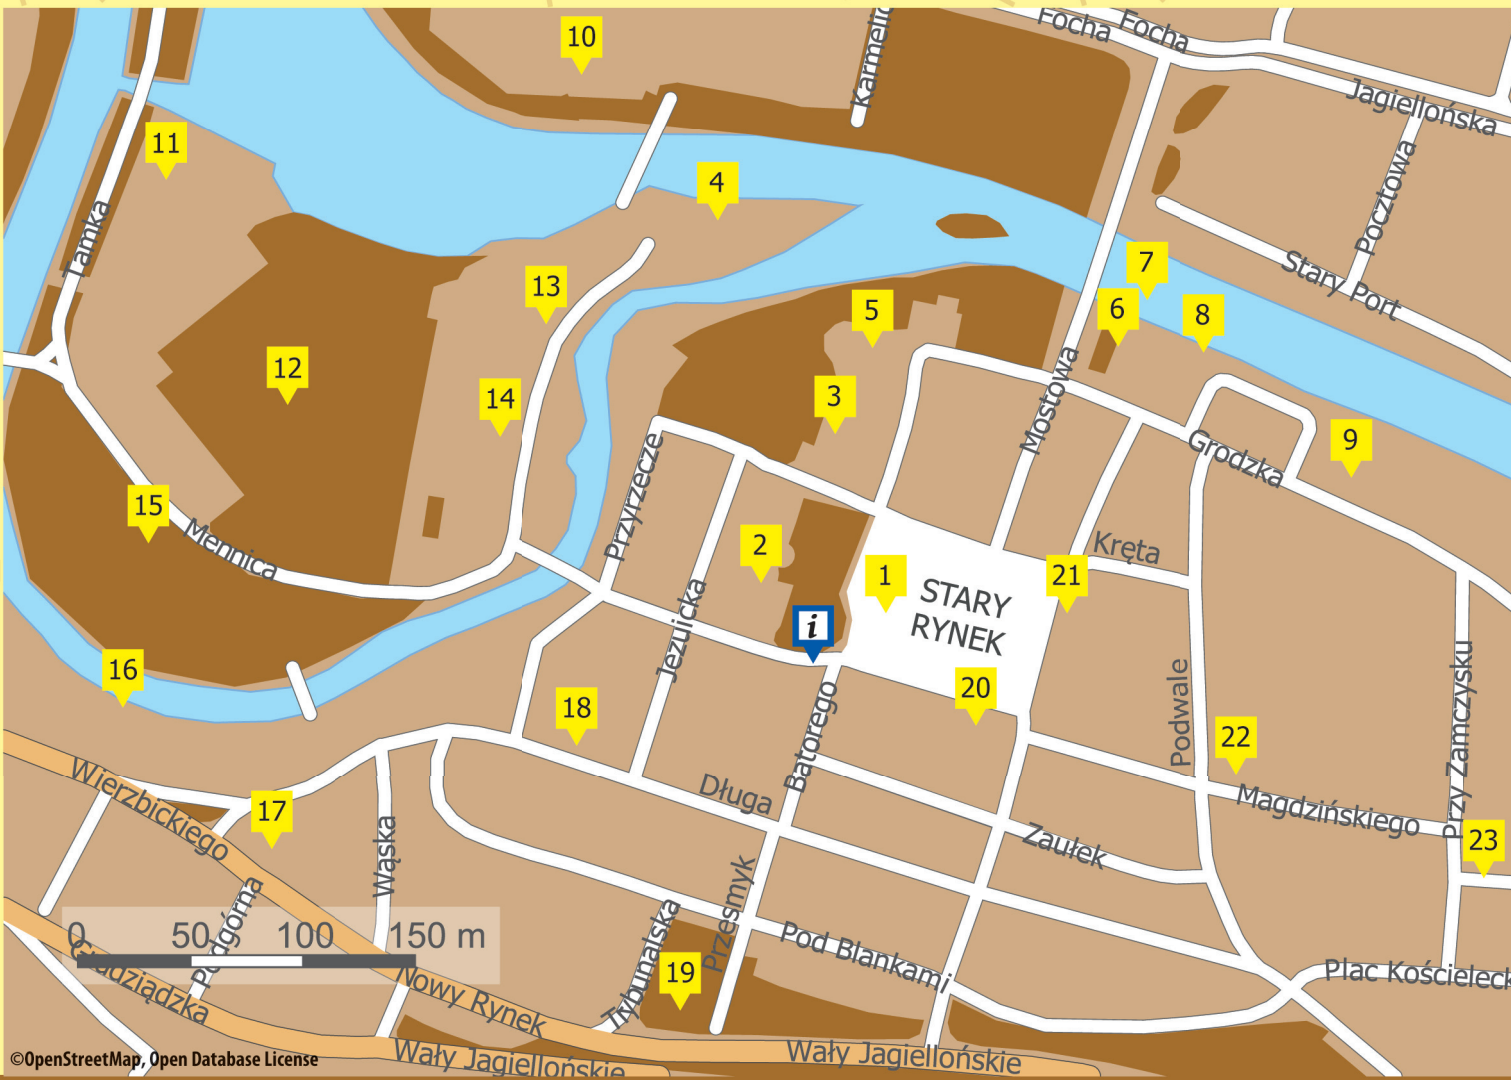 10
Karmelic
Focha
Focha
Jagiellońska
11
4
Pocztowa
Tamka
7
Stary Port
13
5
6
8
12
14
3
Mostowa
9
Grodzka
Przyrzecze
15
Mennica
2
Kręta
1
21
STARY
RYNEK
i
Jezuicka
16
20
18
Batorego
Podwale
22
Przy Zamczysku
Wierzbickiego
17
Długa
Magdzińskiego
23
Zaułek
Wąska
Podgórna
Przesmyk
Trybunalska
0 50 100 150 m
Grudziądzka
Pod Blankami
19
Plac Kościeleck
Nowy Rynek
©OpenStreetMap, Open Database License
Wały Jagiellońskie
Wały Jagiellońskie